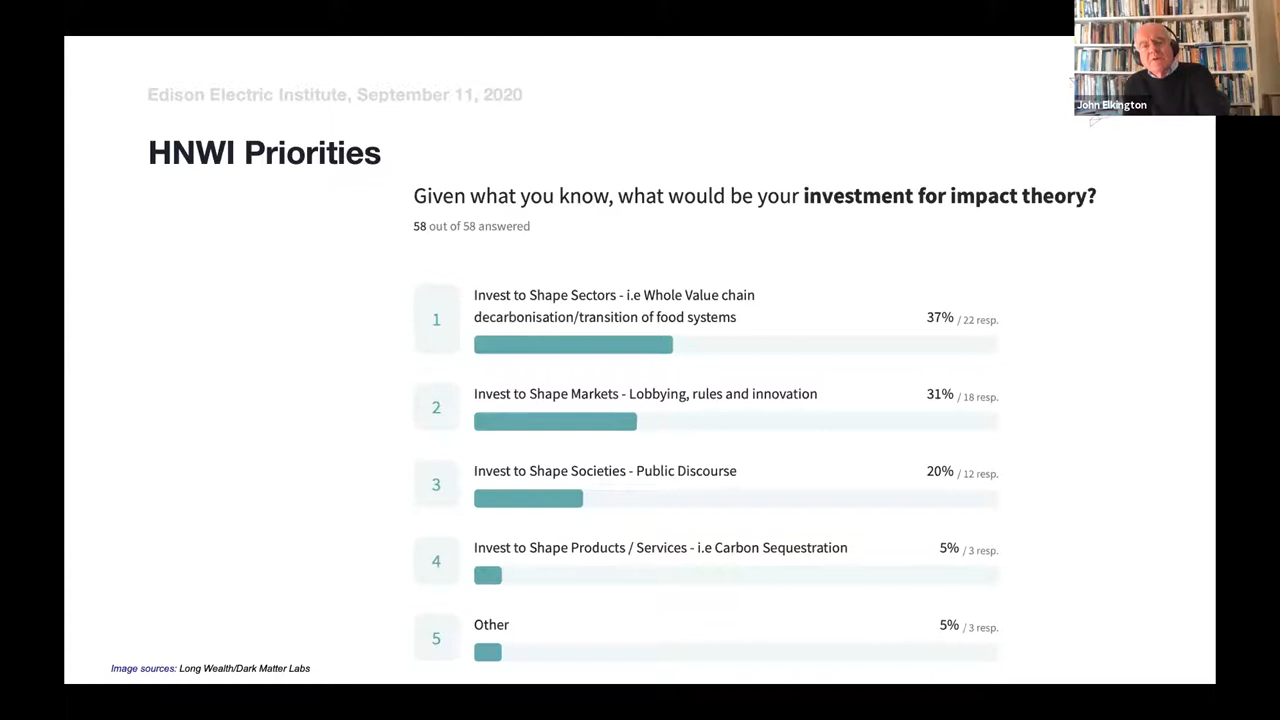 Edison Electric Institute, September 11, 2020
John Elkington
HNWI Priorities
Given what you know, what would be your investment for impact theory?
58 out of 58 answered
1
Invest to Shape Sectors - i.e Whole Value chain
decarbonisation/transition of food systems
37% / 22 resp.
2
Invest to Shape Markets - Lobbying, rules and innovation
31% / 18 resp.
3
Invest to Shape Societies - Public Discourse
20% / 12 resp.
4
Invest to Shape Products / Services - i.e Carbon Sequestration
5% / 3 resp.
5
Other
5% / 3 resp.
Image sources: Long Wealth/Dark Matter Labs